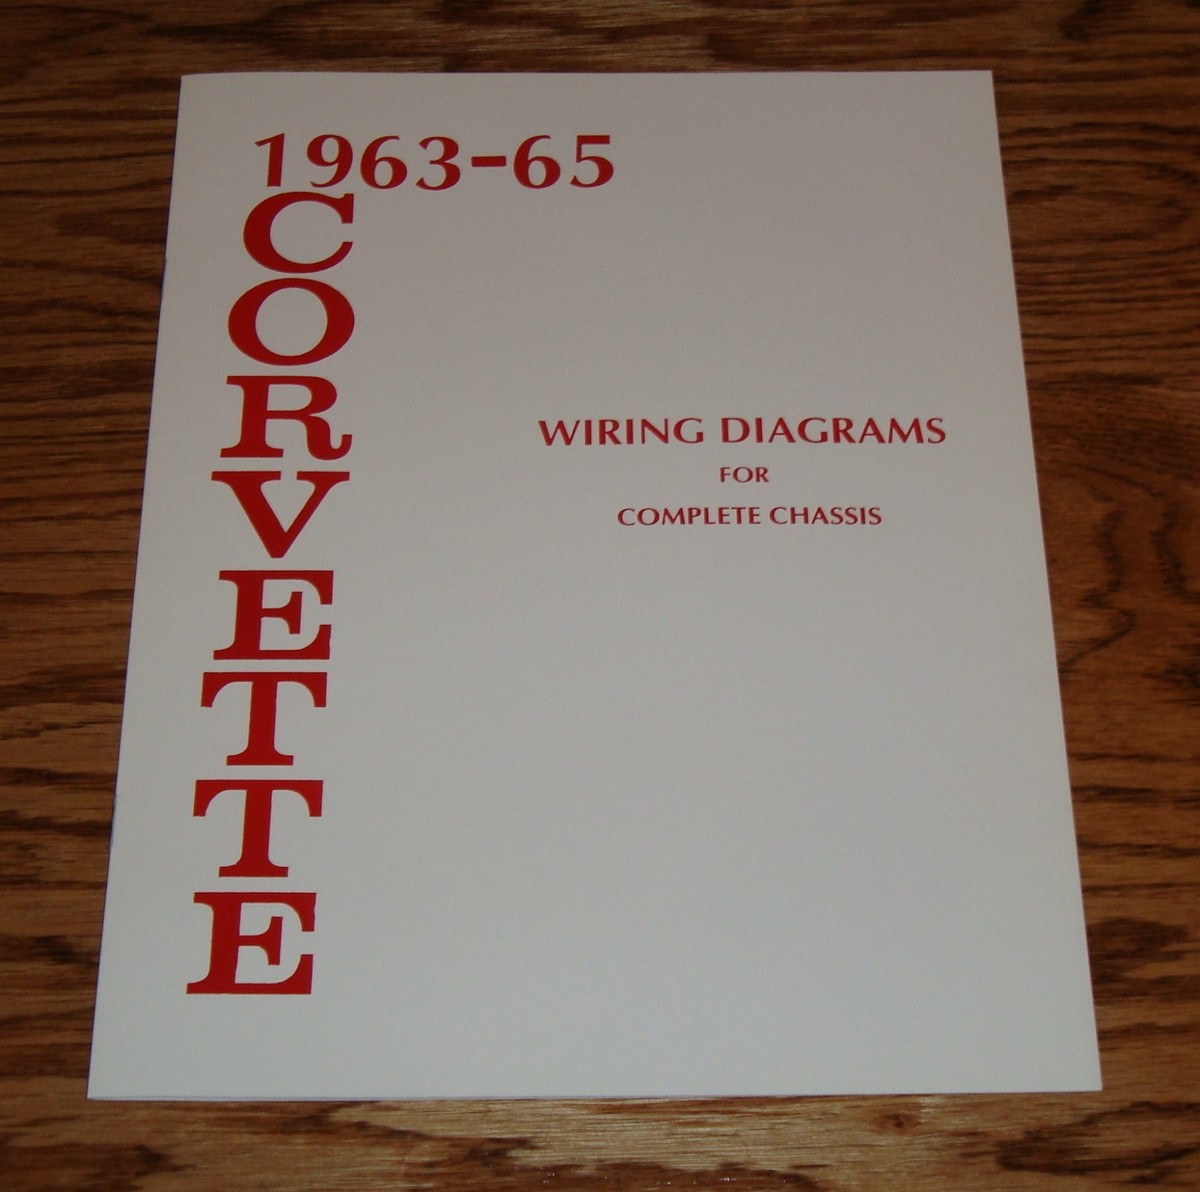 1963-65
CORVETTE
WIRING DIAGRAMS
FOR
COMPLETE CHASSIS